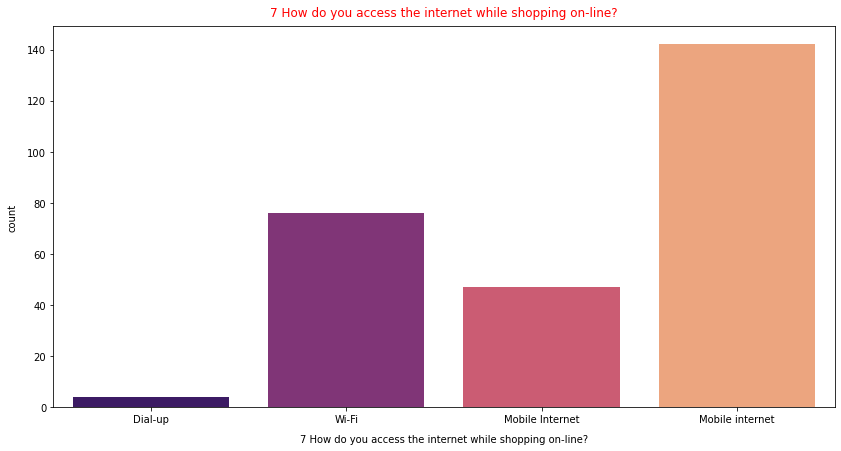 7 How do you access the internet while shopping on-line?
140
120
100
80
60
40
20
0
count
Dial-up
Wi-Fi
Mobile Internet
Mobile internet
7 How do you access the internet while shopping on-line?